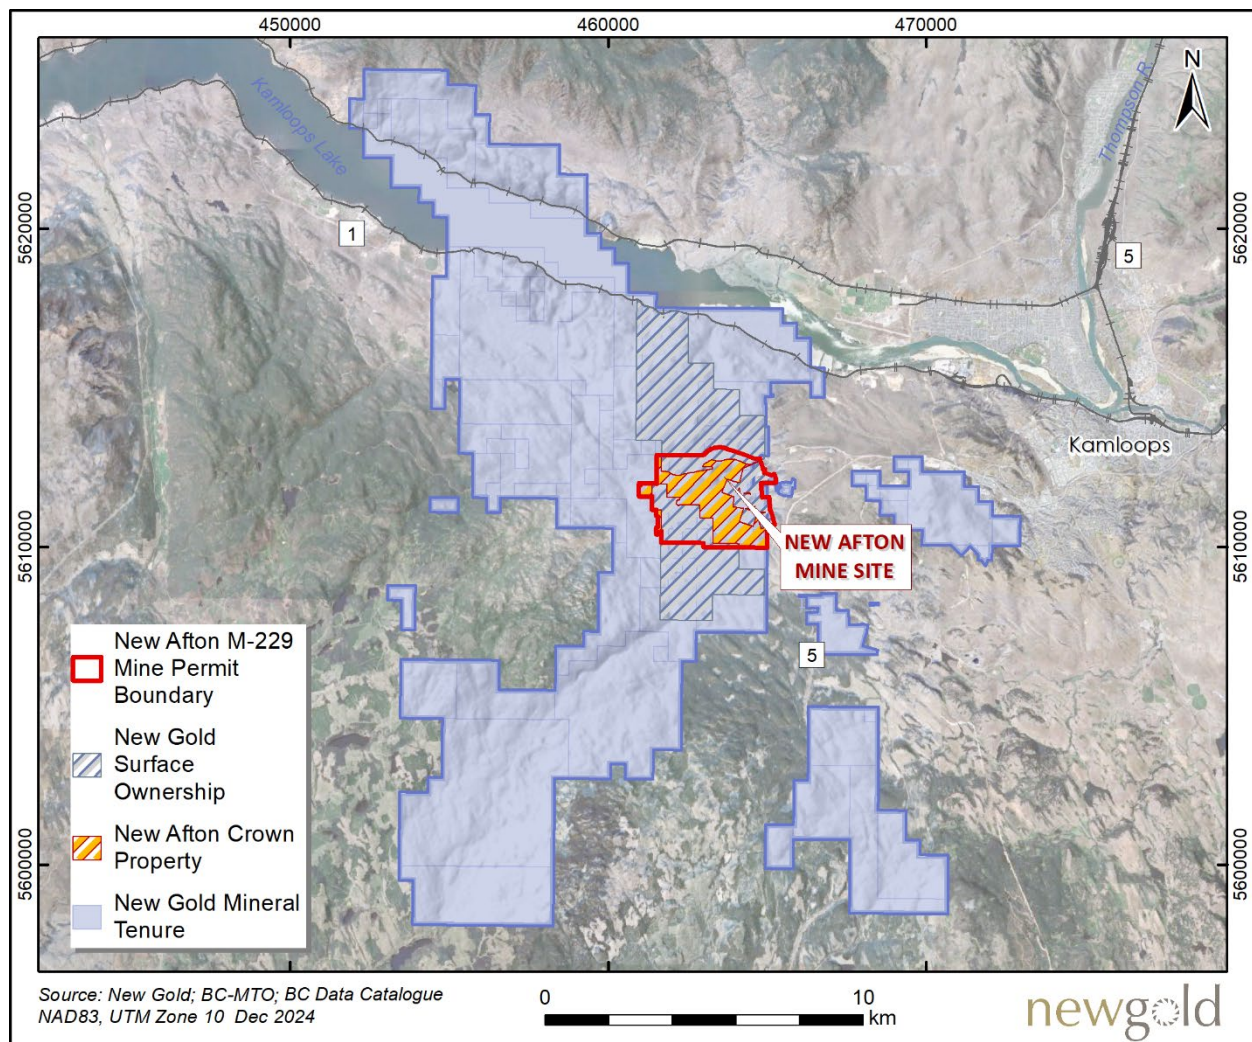 450000
460000
470000
N
Kamloops Lake
Thompson R.
5620000
5620000
1
5
Kamloops
5610000
5610000
NEW AFTON
MINE SITE
5
New Afton M-229
Mine Permit
Boundary
New Gold
Surface
Ownership
New Afton Crown
Property
New Gold Mineral
Tenure
5600000
5600000
Source: New Gold; BC-MTO; BC Data Catalogue
NAD83, UTM Zone 10 Dec 2024
0
10
km
newgold